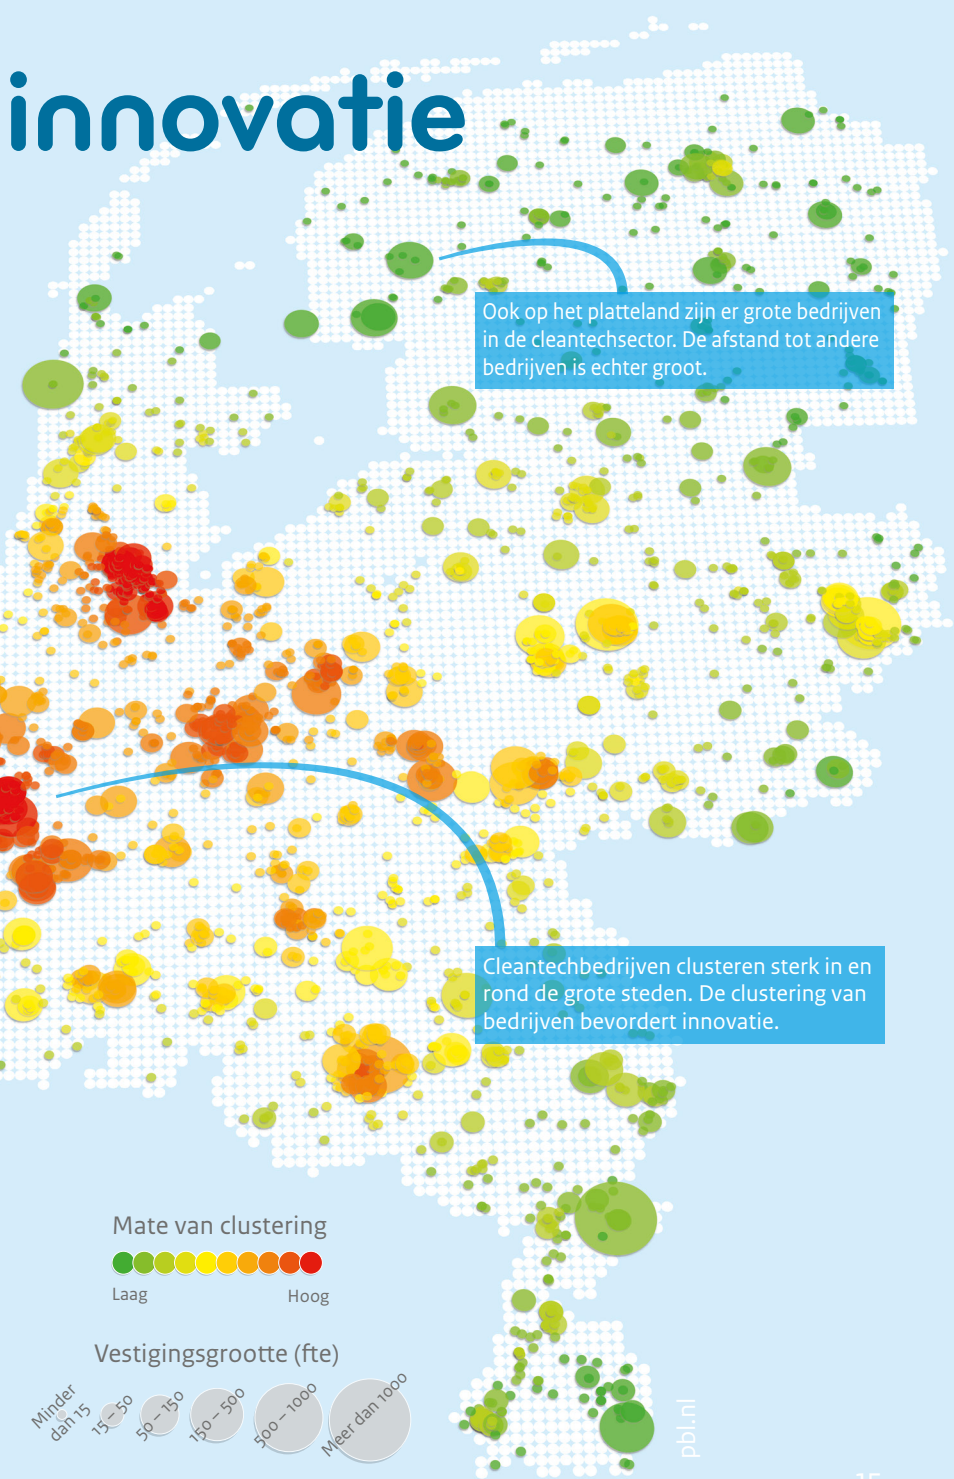 innovatie
Ook op het platteland zijn er grote bedrijven
in de cleantechsector. De afstand tot andere
bedrijven is echter groot.
Cleantechbedrijven clusteren sterk in en
rond de grote steden. De clustering van
bedrijven bevordert innovatie.
Mate van clustering
Laag
Hoog
Vestigingsgrootte (fte)
Minder
dan 15
15 – 50
50 – 150
150 – 500
500 – 1000
Meer dan 1000
pbl.nl
15